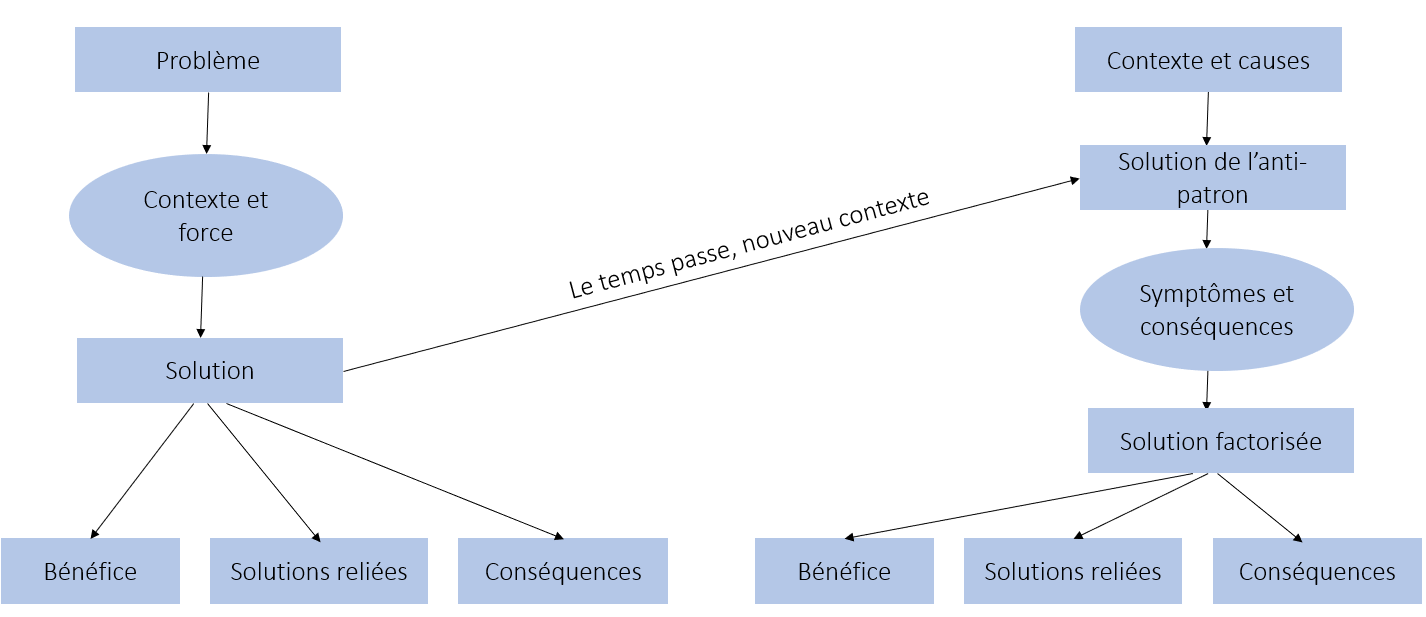 Problème
Contexte et
force
Solution
Bénéfice
Solutions reliées
Conséquences
Le temps passe, nouveau contexte
Contexte et causes
Solution de l’anti-
patron
Symptômes et
conséquences
Solution factorisée
Bénéfice
Solutions reliées
Conséquences